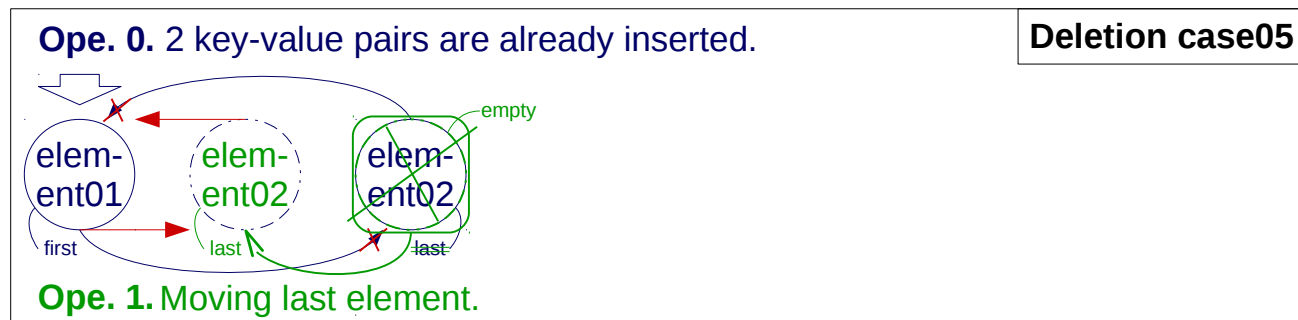 Ope. 0. 2 key-value pairs are already inserted.
Deletion case05
empty
elem-
ent01
elem-
ent02
elem-
ent02
first
last
last
Ope. 1. Moving last element.